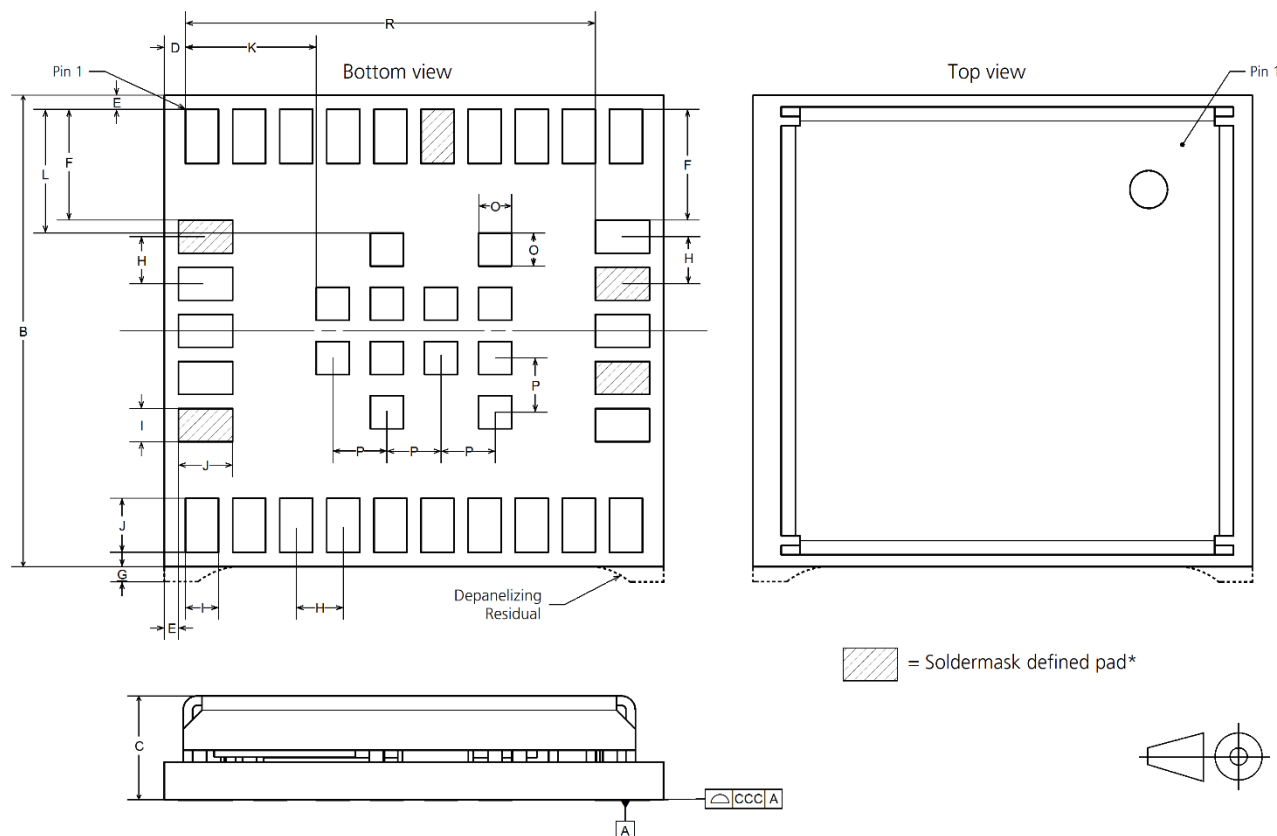 R
D
K
Pin 1
Bottom view
Top view
Pin 1
E
F
L
F
O
O
H
H
B
P
I
P
P
P
J
J
G
Depanelizing
Residual
I
H
E
= Soldermask defined pad*
C
CCC A
A